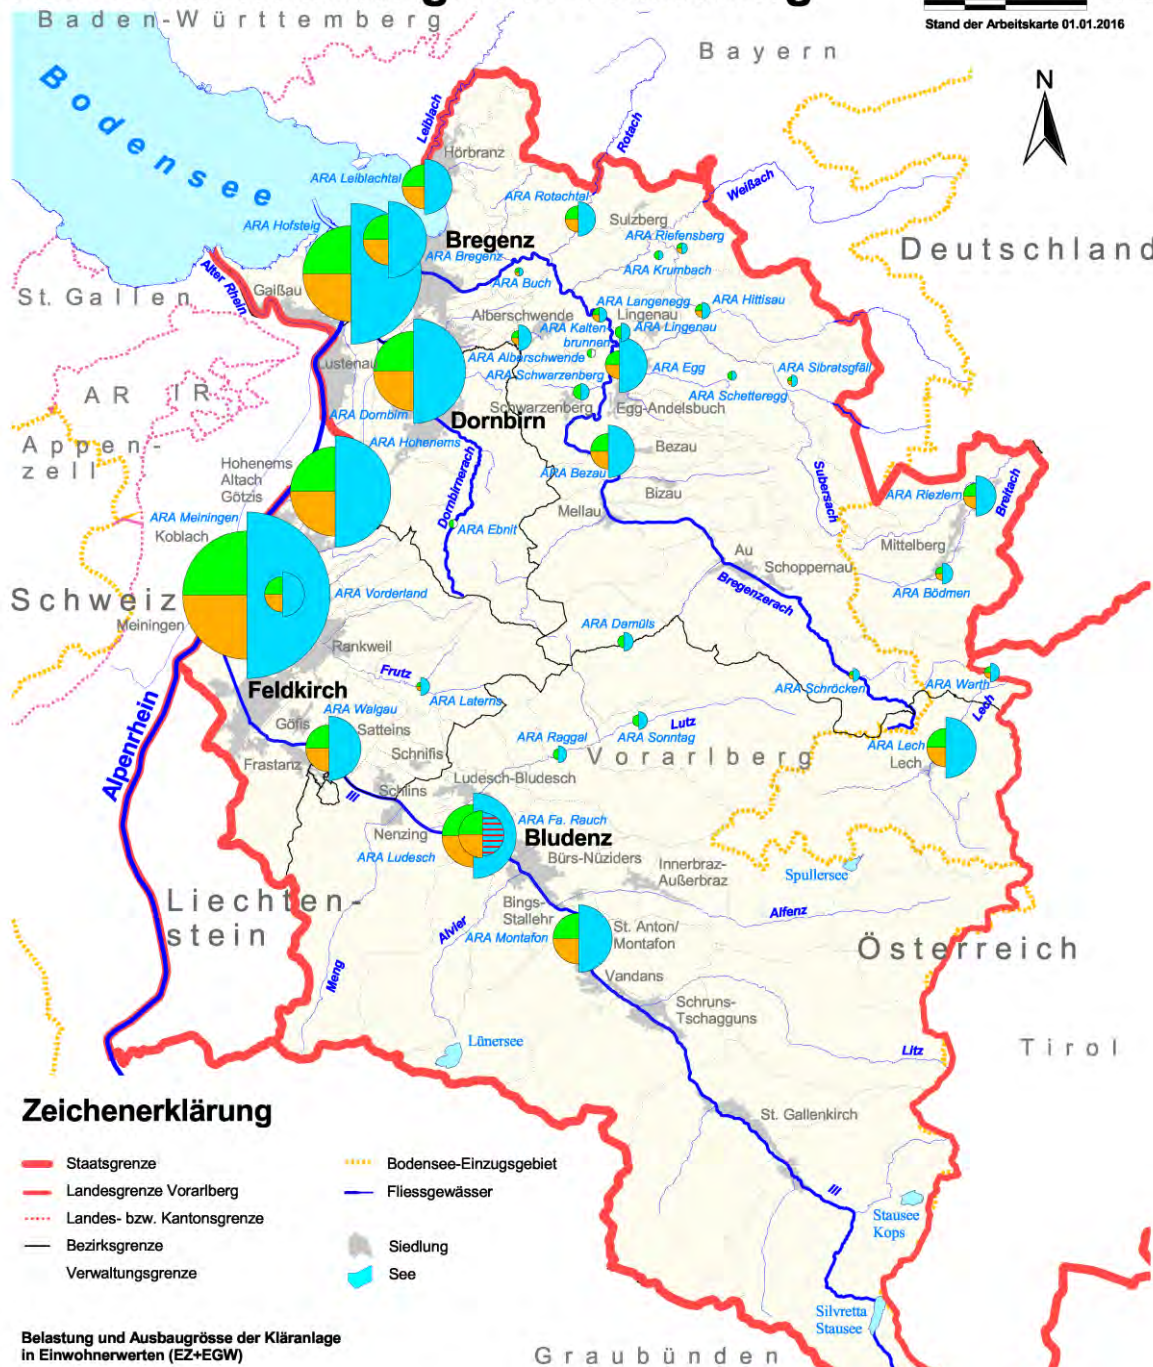 Baden-Württemberg
Stand der Arbeitskarte 01.01.2016
Bayern
N
Bodensee
Leiblach
Rotach
Hörbranz
ARA Leiblachtal
ARA Rotachtal
Weißach
Sulzberg
ARA Hofsteig
Bregenz
ARA Riefensberg
Deutschland
ARA Bregenz
ARA Krumbach
Alter Rhein
ARA Buch
St. Gallen
Gaißau
ARA Langenegg
ARA Hittisau
Alberschwende
Lingenau
ARA Kalten-
brunnen
ARA Lingenau
Lustenau
ARA Alberschwende
ARA Egg
ARA Sibratsgfäll
ARA Schwarzenberg
ARA Schetteregg
AR
IR
Schwarzenberg
Egg-Andelsbuch
ARA Dornbirn
Dornbirn
Appen-
zell
ARA Hohenems
Bezau
Hohenems
Altach
Götzis
ARA Bezau
Subersach
Dornbirnerach
Bizau
ARA Riezlern
Breitach
Mellau
ARA Meiningen
ARA Ebnit
Koblach
Mittelberg
Au
Schoppernau
Bregenzerach
ARA Bödmen
Schweiz
ARA Vorderland
Meiningen
ARA Damüls
Rankweil
Frutz
Feldkirch
ARA Laterns
ARA Schröcken
ARA Warth
Alpenrhein
ARA Walgau
Lech
Göfis
Satteins
Lutz
ARA Raggal
ARA Sonntag
Schnifis
Vorarlberg
ARA Lech
Lech
Frastanz
Ludesch-Bludesch
Ill
Schlins
ARA Fa. Rauch
Nenzing
Bludenz
ARA Ludesch
Bürs-Nüziders
Innerbraz-
Außerbraz
Spullersee
Liechten-
stein
Bings-
Stallehr
Alvier
Alfenz
St. Anton/
Montafon
ARA Montafon
Österreich
Meng
Vandans
Schruns-
Tschagguns
Lünersee
Litz
Tirol
Zeichenerklärung
St. Gallenkirch
Staatsgrenze
Bodensee-Einzugsgebiet
Landesgrenze Vorarlberg
Fliessgewässer
Ill
Landes- bzw. Kantonsgrenze
Stausee
Kops
Bezirksgrenze
Siedlung
Verwaltungsgrenze
See
Silvretta
Stausee
Belastung und Ausbaugrösse der Kläranlage
in Einwohnerwerten (EZ+EGW)
Graubünden